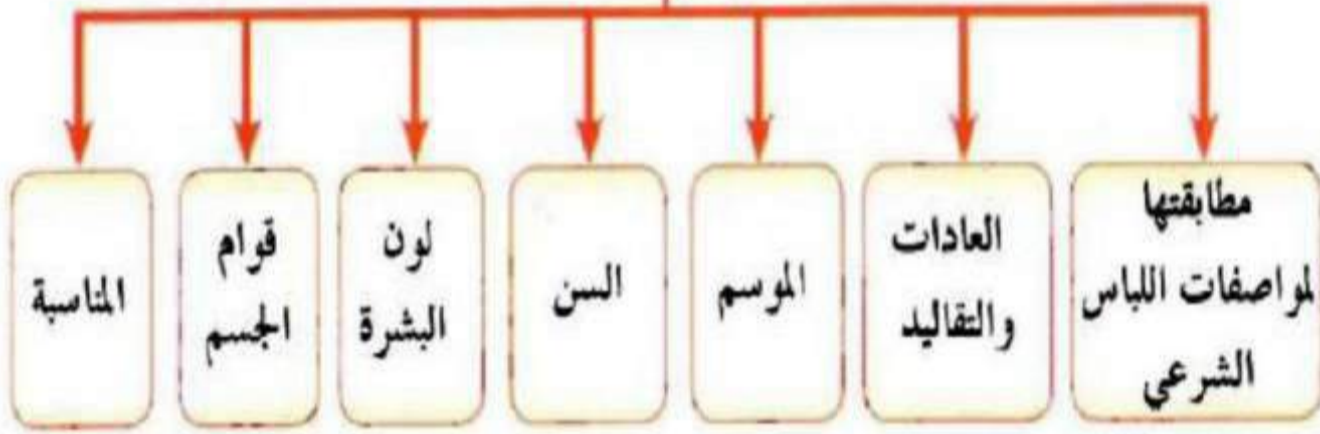 مطابقتها
لمواصفات اللباس
الشرعي
العادات
والتقاليد
الموسم
السن
لون
البشرة
قوام
الجسم
المناسبة